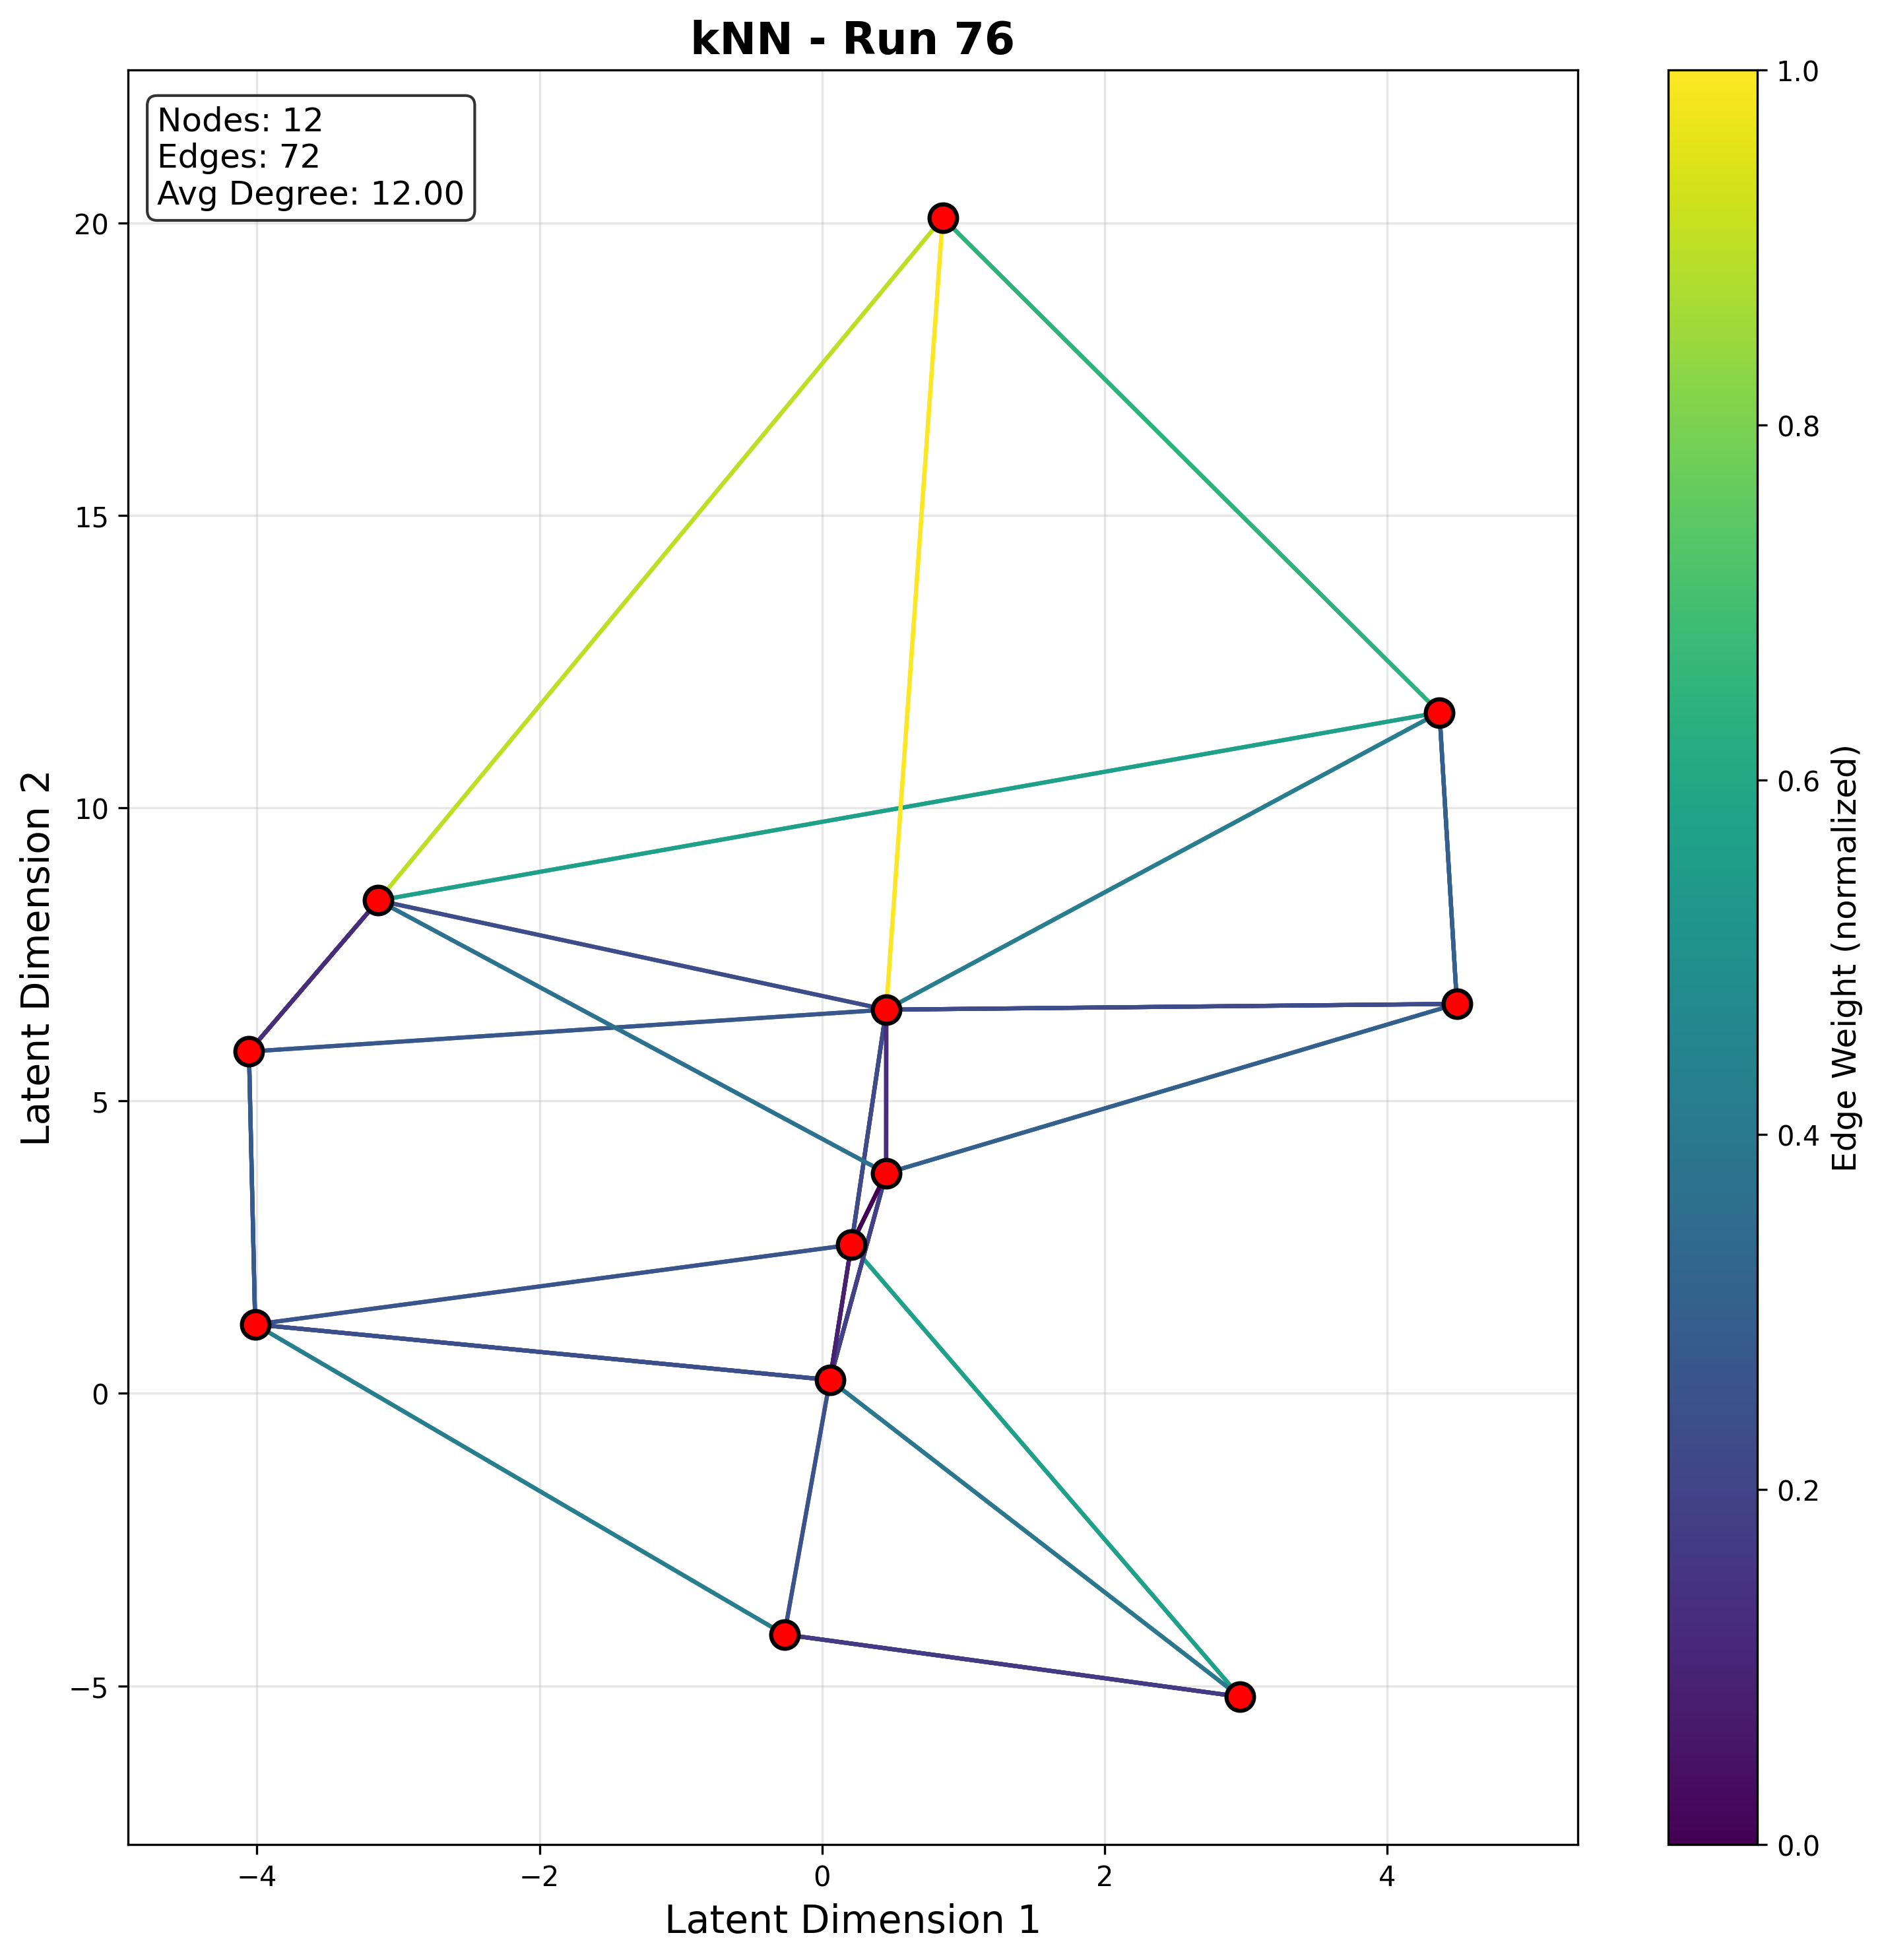 kNN - Run 76
Nodes: 12
Edges: 72
Avg Degree: 12.00
20
15
10
5
0
−5
−4
−2
0
2
4
Latent Dimension 1
Latent Dimension 2
1.0
0.8
0.6
0.4
0.2
0.0
Edge Weight (normalized)